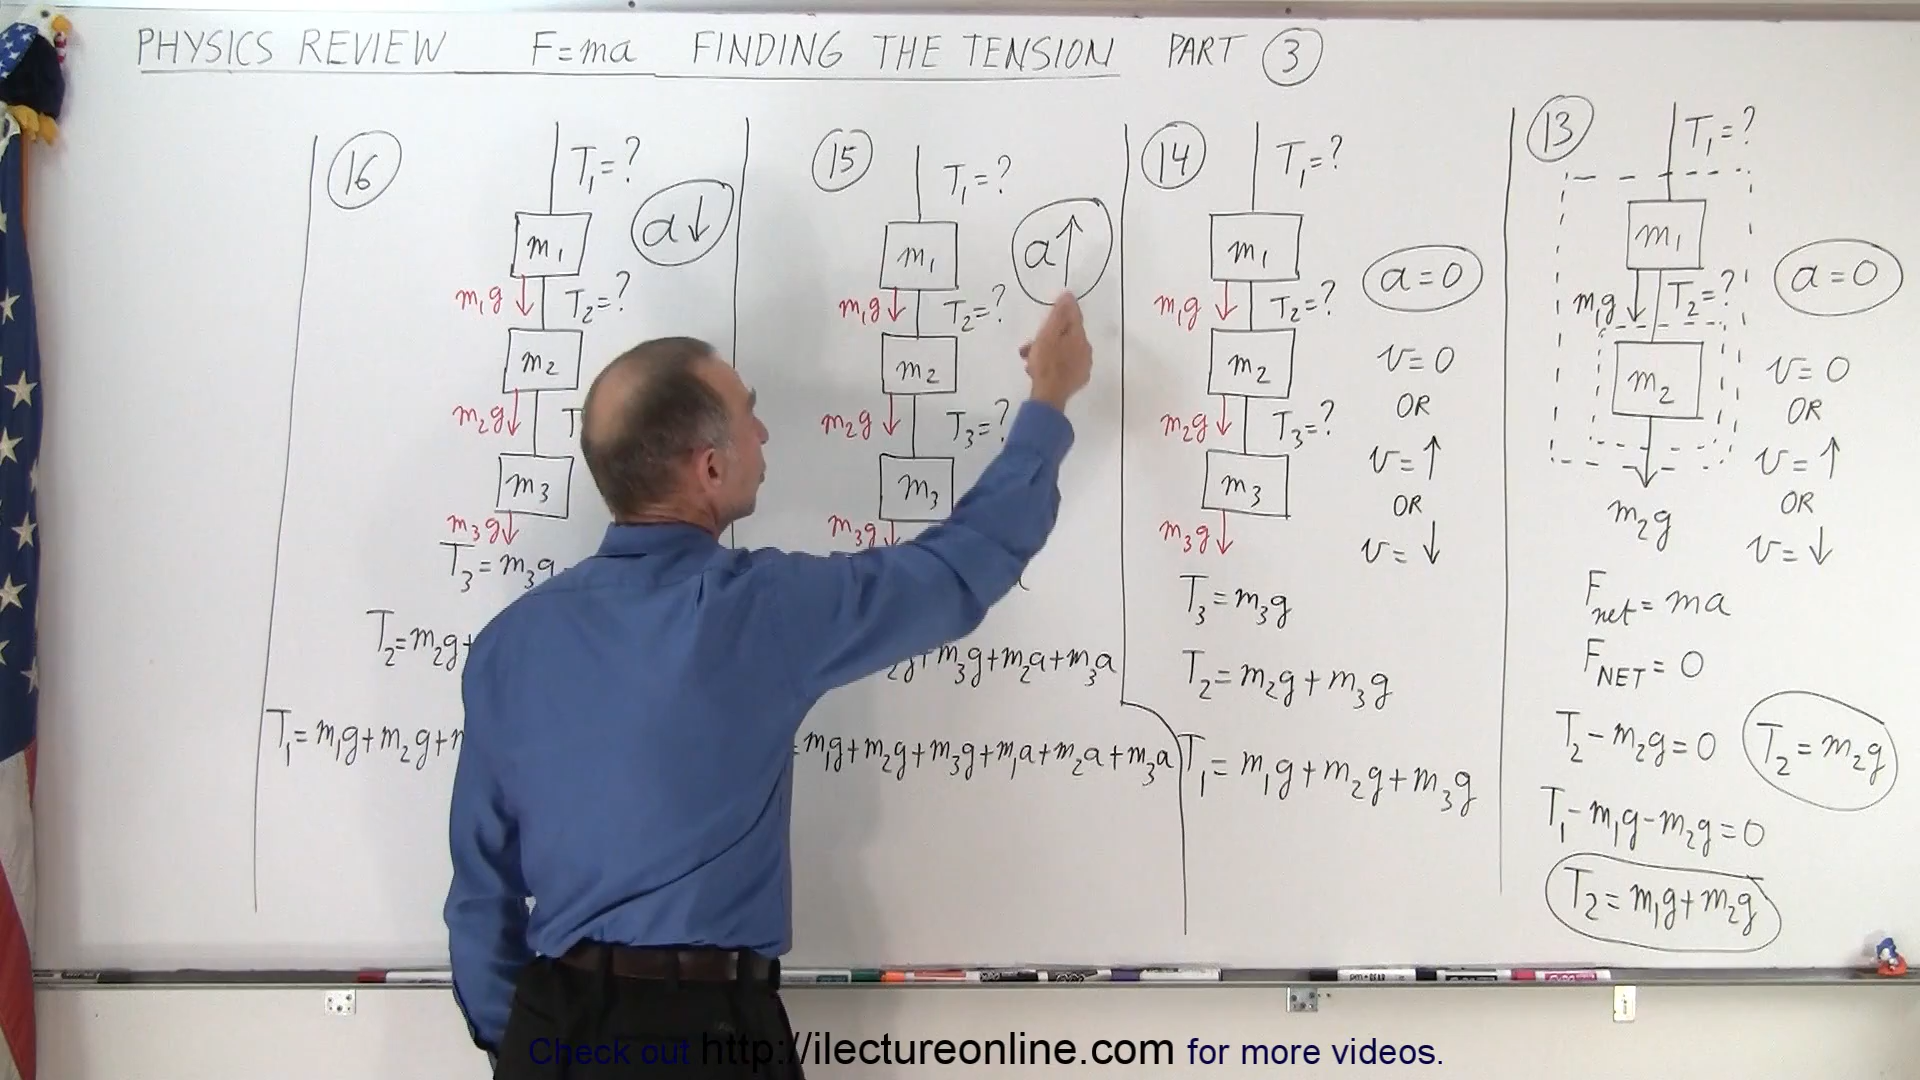 PHYSICS REVIEW F=ma FINDING THE TENSION PART 3
16
T₁=?
a↓
m₁
m₁g↓
T₂=?
m₂
m₂g↓
T
m₃
m₃g↓
T₃=m₃g
T₂=m₂g+
T₁=m₁g+m₂g+
15
T₁=?
a↑
m₁
m₁g↓
T₂=?
m₂
m₂g↓
T₃=?
m₃
m₃g↓
g+m₃g+m₂a+m₃a
=m₁g+m₂g+m₃g+m₁a+m₂a+m₃a
14
T₁=?
m₁
a=0
m₁g↓
T₂=?
m₂
v=0
OR
m₂g↓
T₃=?
v=↑
OR
m₃
m₃g↓
v=↓
T₃=m₃g
T₂=m₂g+m₃g
T₁=m₁g+m₂g+m₃g
13
T₁=?
m₁
a=0
m₁g↓
T₂=?
m₂
v=0
OR
v=↑
OR
m₂g
v=↓
Fnet=ma
FNET=0
T₂-m₂g=0
T₂=m₂g
T₁-m₁g-m₂g=0
T₂=m₁g+m₂g
Check out http://ilectureonline.com for more videos.